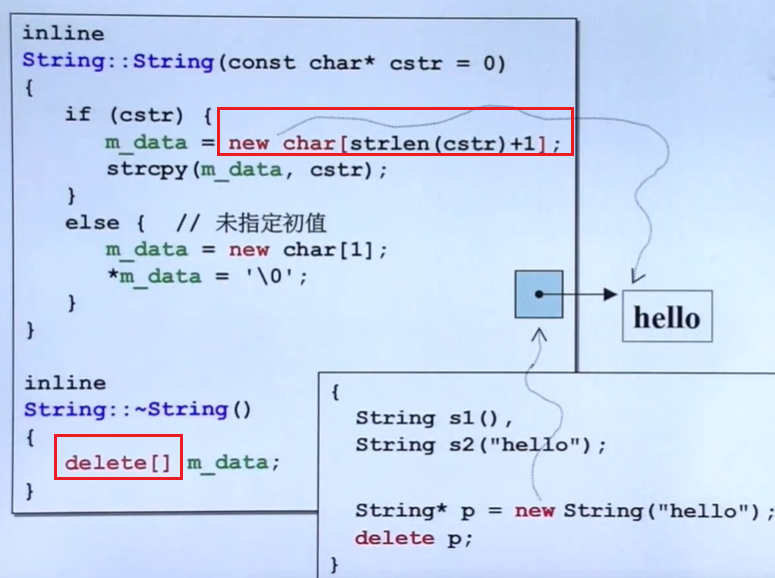 inline
String::String(const char* cstr = 0)
{
if (cstr) {
m_data = new char[strlen(cstr)+1];
strcpy(m_data, cstr);
}
else { // 未指定初值
m_data = new char[1];
*m_data = '\0';
}
}
hello
inline
String::~String()
{
delete[] m_data;
}
{
String s1(),
String s2("hello");
String* p = new String("hello");
delete p;
}